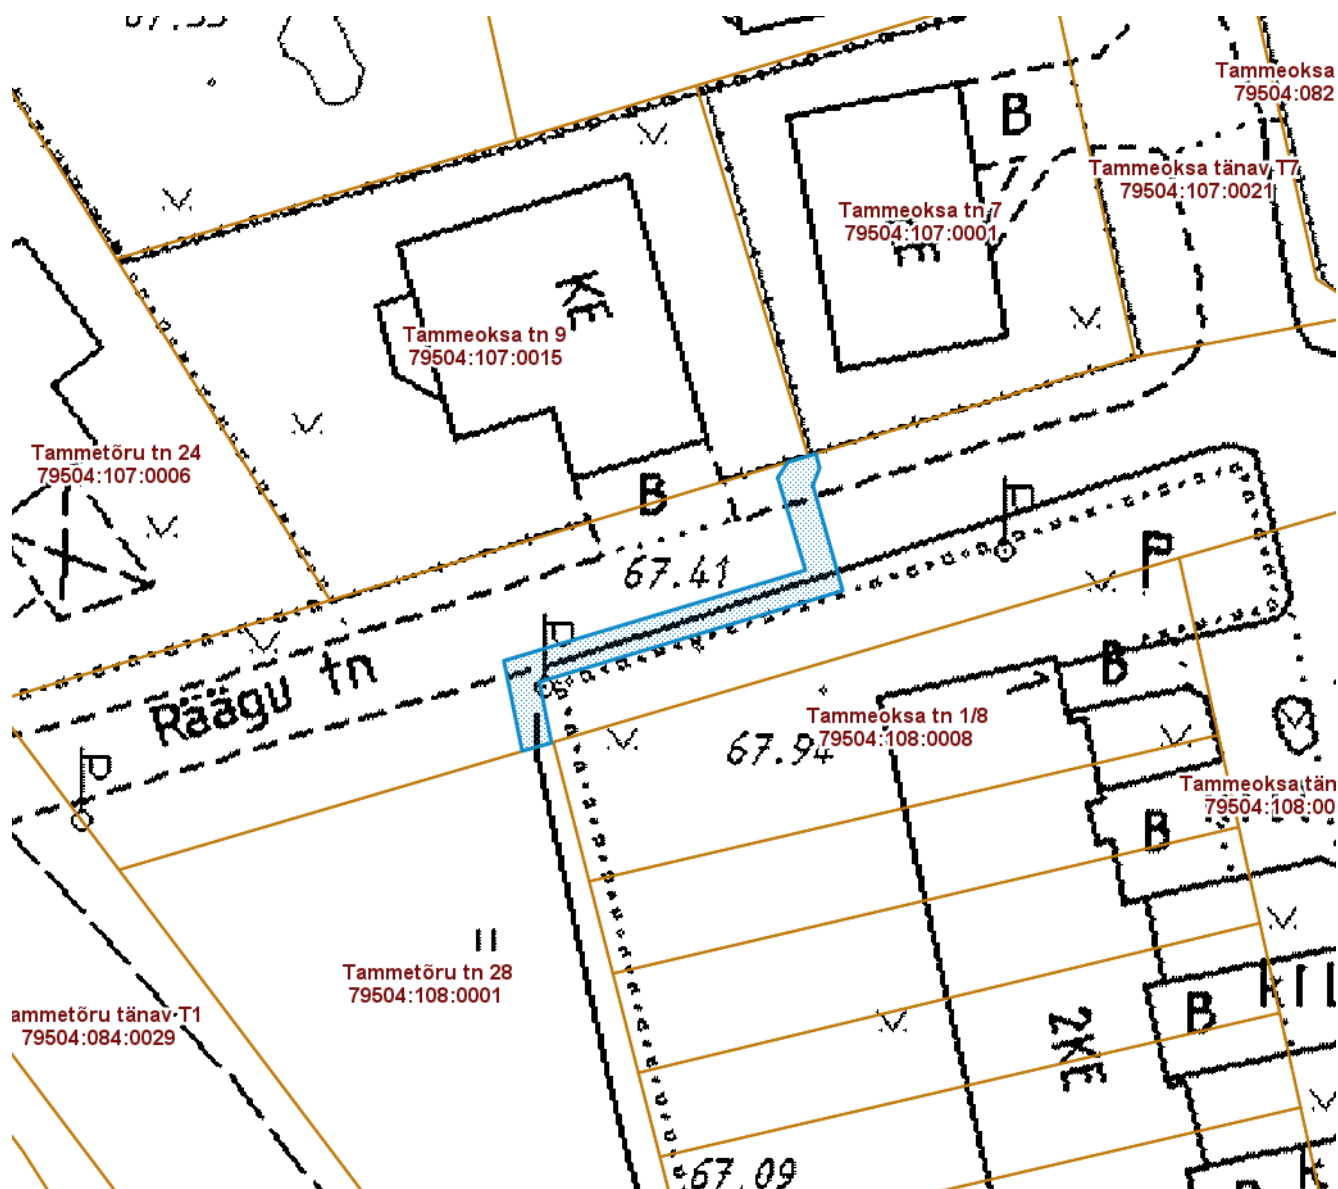 Tammeoksa
79504:082
B
Tammeoksa tänav T7
79504:107:0021
Tammeoksa tn 7
79504:107:0001
E
KE
Tammeoksa tn 9
79504:107:0015
Tammetõru tn 24
79504:107:0006
B
67.41
Räägu tn
B
Tammeoksa tn 1/8
79504:108:0008
67.94
Tammeoksa tän
79504:108:00
B
Tammetõru tn 28
79504:108:0001
ammetõru tänav T1
79504:084:0029
B
2KE
67.09